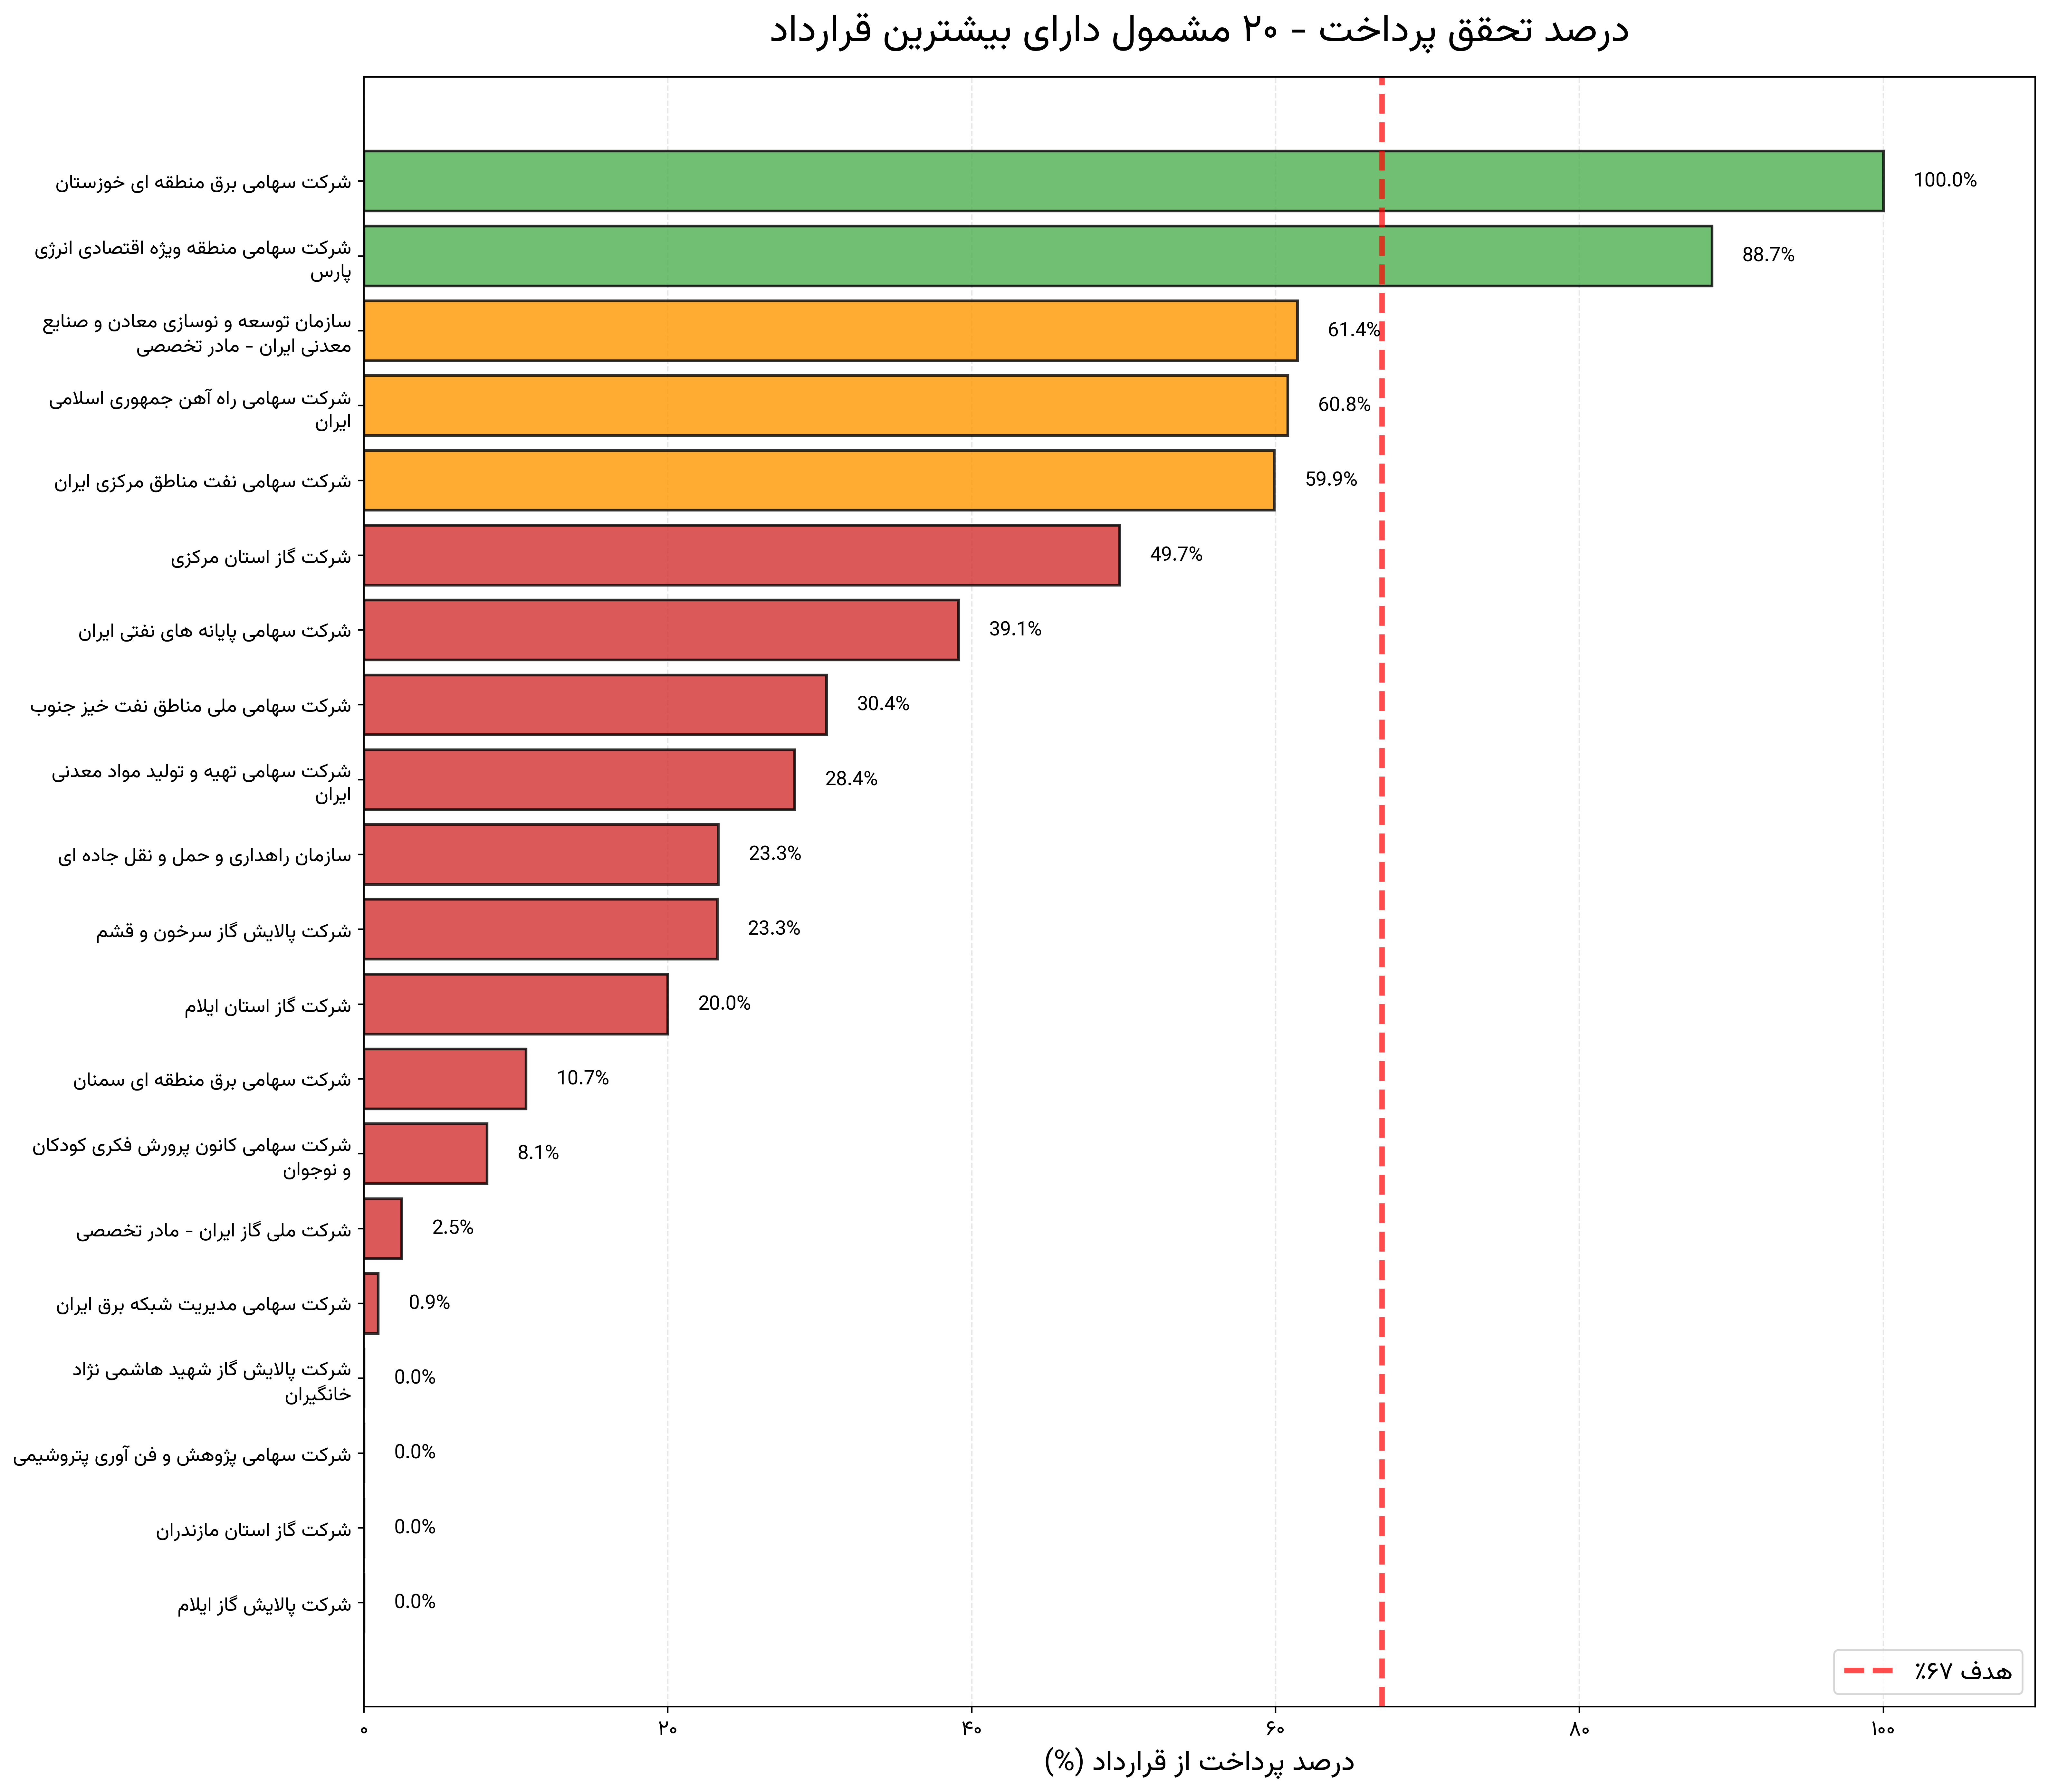 درصد تحقق پرداخت - ۲۰ مشمول دارای بیشترین قرارداد
شرکت سهامی برق منطقه ای خوزستان
100.0%
شرکت سهامی منطقه ویژه اقتصادی انرژی
پارس
88.7%
سازمان توسعه و نوسازی معادن و صنایع
معدنی ایران - مادر تخصصی
61.4%
شرکت سهامی راه آهن جمهوری اسلامی
ایران
60.8%
شرکت سهامی نفت مناطق مرکزی ایران
59.9%
شرکت گاز استان مرکزی
49.7%
شرکت سهامی پایانه های نفتی ایران
39.1%
شرکت سهامی ملی مناطق نفت خیز جنوب
30.4%
شرکت سهامی تهیه و تولید مواد معدنی
ایران
28.4%
سازمان راهداری و حمل و نقل جاده ای
23.3%
شرکت پالایش گاز سرخون و قشم
23.3%
شرکت گاز استان ایلام
20.0%
شرکت سهامی برق منطقه ای سمنان
10.7%
شرکت سهامی کانون پرورش فکری کودکان
و نوجوان
8.1%
شرکت ملی گاز ایران - مادر تخصصی
2.5%
شرکت سهامی مدیریت شبکه برق ایران
0.9%
شرکت پالایش گاز شهید هاشمی نژاد
خانگیران
0.0%
شرکت سهامی پژوهش و فن آوری پتروشیمی
0.0%
شرکت گاز استان مازندران
0.0%
شرکت پالایش گاز ایلام
0.0%
هدف ۶۷٪
۰ ۲۰ ۴۰ ۶۰ ۸۰ ۱۰۰
درصد پرداخت از قرارداد (%)